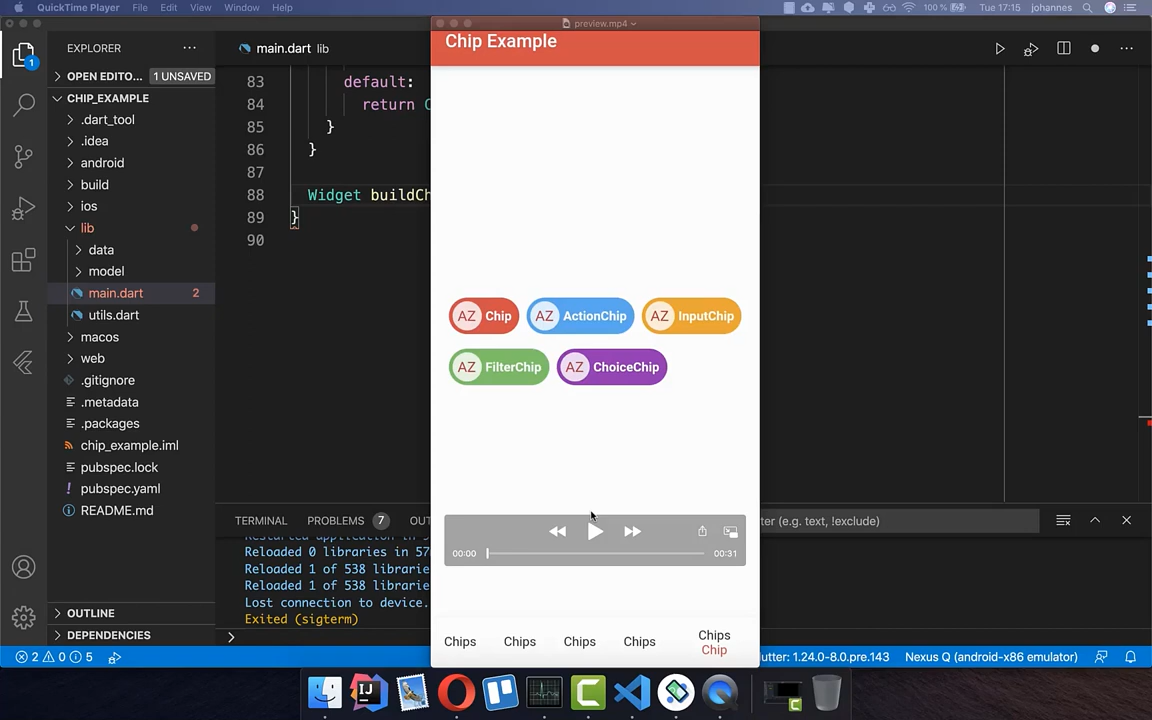 QuickTime Player File Edit View Window Help
100% Tue 17:15 johannes
EXPLORER
OPEN EDITO... 1 UNSAVED
CHIP_EXAMPLE
.dart_tool
.idea
android
build
ios
lib
data
model
main.dart 2
utils.dart
macos
web
.gitignore
.metadata
.packages
chip_example.iml
pubspec.lock
pubspec.yaml
README.md
OUTLINE
DEPENDENCIES
1
main.dart lib
83 default:
84 return C
85 }
86 }
87
88 Widget buildCh
89 }
90
TERMINAL PROBLEMS 7 OU
ter (e.g. text, !exclude)
Reloaded 0 libraries in 57
Reloaded 1 of 538 librarie
Reloaded 1 of 538 librarie
Lost connection to device.
Exited (sigterm)
preview.mp4
Chip Example
AZ Chip AZ ActionChip AZ InputChip
AZ FilterChip AZ ChoiceChip
00:00 00:31
Chips Chips Chips Chips Chips
Chip
2 0 5
utter: 1.24.0-8.0.pre.143 Nexus Q (android-x86 emulator)